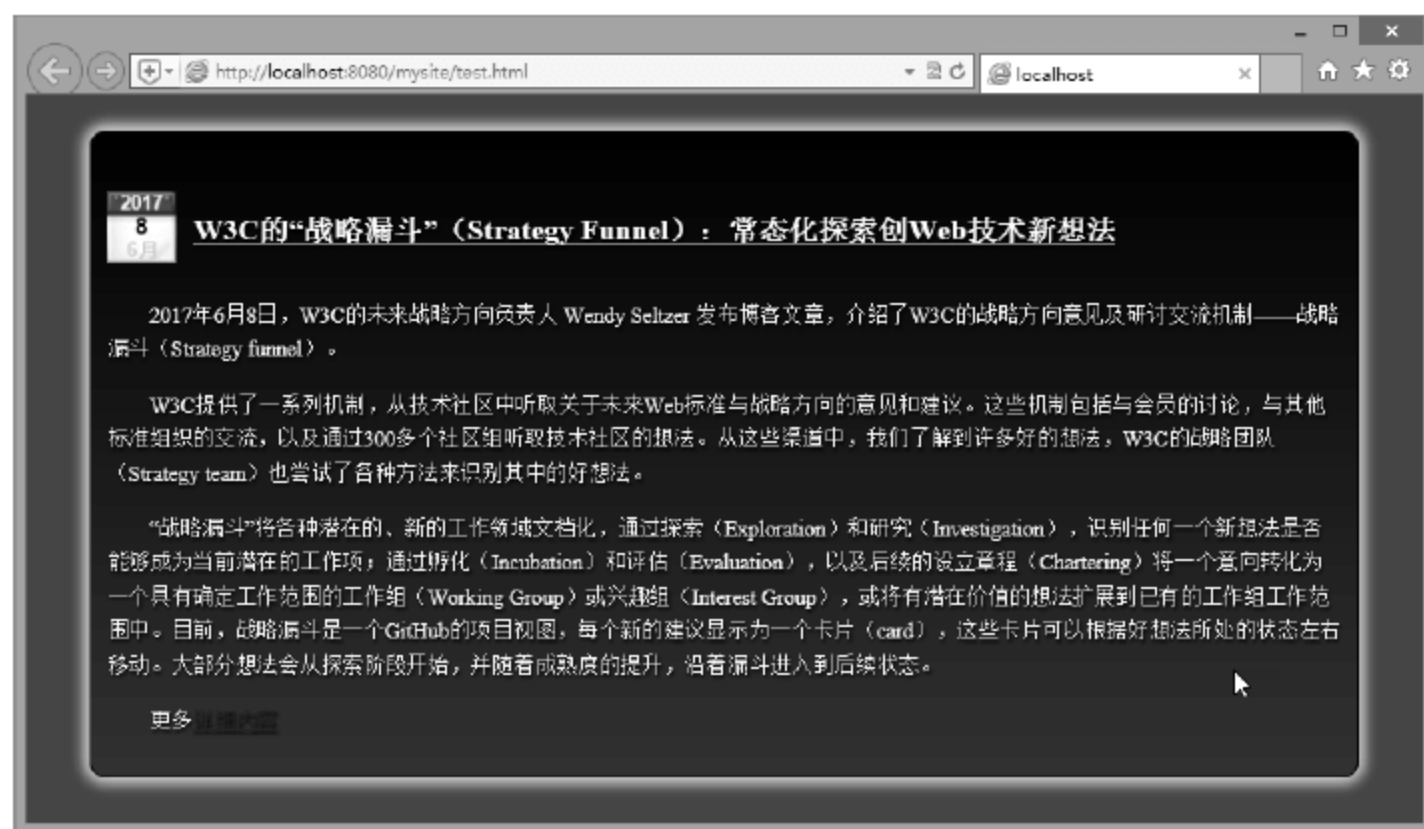 http://localhost:8080/mysite/test.html
localhost
2017
8
6月
W3C的“战略漏斗”（Strategy Funnel）：常态化探索创Web技术新想法
2017年6月8日，W3C的未来战略方向负责人 Wendy Seltzer 发布博客文章，介绍了W3C的战略方向意见及研讨交流机制——战略
漏斗（Strategy funnel）。
W3C提供了一系列机制，从技术社区中听取关于未来Web标准与战略方向的意见和建议。这些机制包括与会员的讨论，与其他
标准组织的交流，以及通过300多个社区组听取技术社区的想法。从这些渠道中，我们了解到许多好的想法，W3C的战略团队
（Strategy team）也尝试了各种方法来识别其中的好想法。
“战略漏斗”将各种潜在的、新的工作领域文档化，通过探索（Exploration）和研究（Investigation），识别任何一个新想法是否
能够成为当前潜在的工作项；通过孵化（Incubation）和评估（Evaluation），以及后续的设立章程（Chartering）将一个意向转化为
一个具有确定工作范围的工作组（Working Group）或兴趣组（Interest Group），或将有潜在价值的想法扩展到已有的工作组工作范
围中。目前，战略漏斗是一个GitHub的项目视图，每个新的建议显示为一个卡片（card），这些卡片可以根据好想法所处的状态左右
移动。大部分想法会从探索阶段开始，并随着成熟度的提升，沿着漏斗进入到后续状态。
更多详细内容